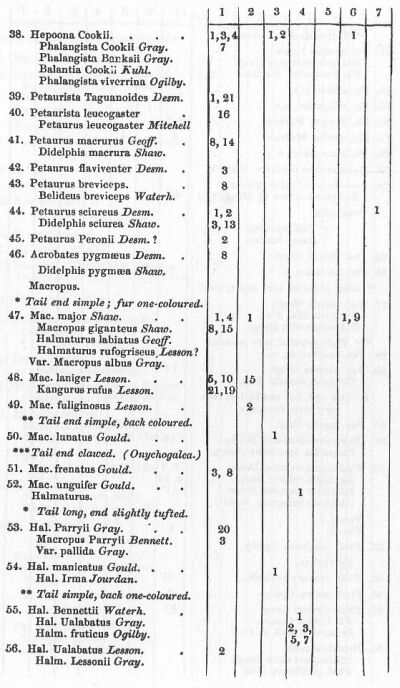 1 2 3 4 5 6 7
38. Hepoona Cookii. . . . 1,3,4 1,2 1
Phalangista Cookii Gray. 7
Phalangista Banksii Gray.
Balantia Cookii Kuhl.
Phalangista viverrina Ogilby.
39. Petaurista Taguanoides Desm. 1, 21
40. Petaurista leucogaster . 16
Petaurus leucogaster Mitchell
41. Petaurus macrurus Geoff. . 8, 14
Didelphis macrura Shaw.
42. Petaurus flaviventer Desm. . 3
43. Petaurus breviceps. . 8
Belideus breviceps Waterh.
44. Petaurus sciureus Desm. . 1, 2 1
Didelphis sciurea Shaw. 3, 13
45. Petaurus Peronii Desm. ? 2
46. Acrobates pygmæus Desm. . 8
Didelphis pygmæa Shaw.
Macropus.
* Tail end simple; fur one-coloured.
47. Mac. major Shaw. . . 1, 4 1 1, 9
Macropus giganteus Shaw. 8, 15
Halmaturus labiatus Geoff.
Halmaturus rufogriseus Lesson?
Var. Macropus albus Gray.
48. Mac. laniger Lesson. . . 5, 10 15
Kangurus rufus Lesson. 21,19
49. Mac. fuliginosus Lesson. . 2
** Tail end simple, back coloured.
50. Mac. lunatus Gould. . . 1
*** Tail end clawed. (Onychogalea.)
51. Mac. frenatus Gould. . . 3, 8
52. Mac. unguifer Gould. . . 1
Halmaturus.
* Tail long, end slightly tufted.
53. Hal. Parryii Gray. . . 20
Macropus Parryii Bennett. 3
Var. pallida Gray.
54. Hal. manicatus Gould. . . 1
Hal. Irma Jourdan.
** Tail simple, back one-coloured.
55. Hal. Bennettii Waterh. . 1
Hal. Ualabatus Gray. 2, 3,
Halm. fruticus Ogilby. 5, 7
56. Hal. Ualabatus Lesson. . 2
Halm. Lessonii Gray.